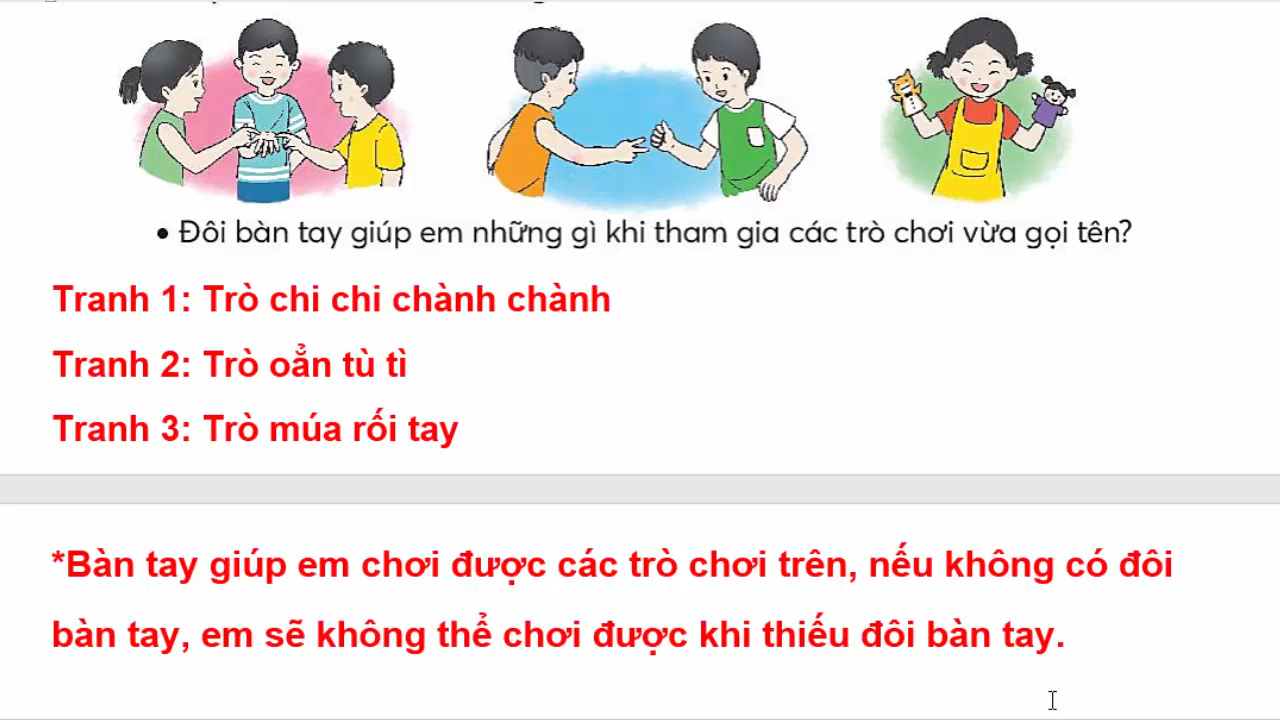 • Đôi bàn tay giúp em những gì khi tham gia các trò chơi vừa gọi tên?
Tranh 1: Trò chi chi chành chành
Tranh 2: Trò oẳn tù tì
Tranh 3: Trò múa rối tay
*Bàn tay giúp em chơi được các trò chơi trên, nếu không có đôi
bàn tay, em sẽ không thể chơi được khi thiếu đôi bàn tay.